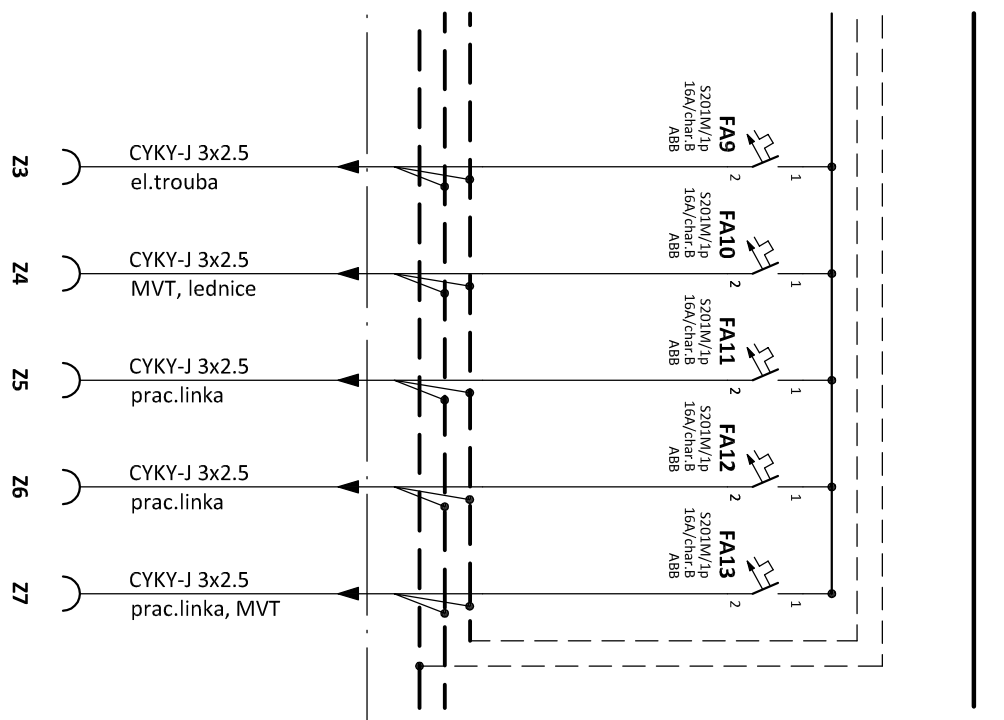 Z3
CYKY-J 3x2.5
el.trouba
FA9
S201M/1p
16A/char.B
ABB
2
1
Z4
CYKY-J 3x2.5
MVT, lednice
FA10
S201M/1p
16A/char.B
ABB
2
1
Z5
CYKY-J 3x2.5
prac.linka
FA11
S201M/1p
16A/char.B
ABB
2
1
Z6
CYKY-J 3x2.5
prac.linka
FA12
S201M/1p
16A/char.B
ABB
2
1
Z7
CYKY-J 3x2.5
prac.linka, MVT
FA13
S201M/1p
16A/char.B
ABB
2
1